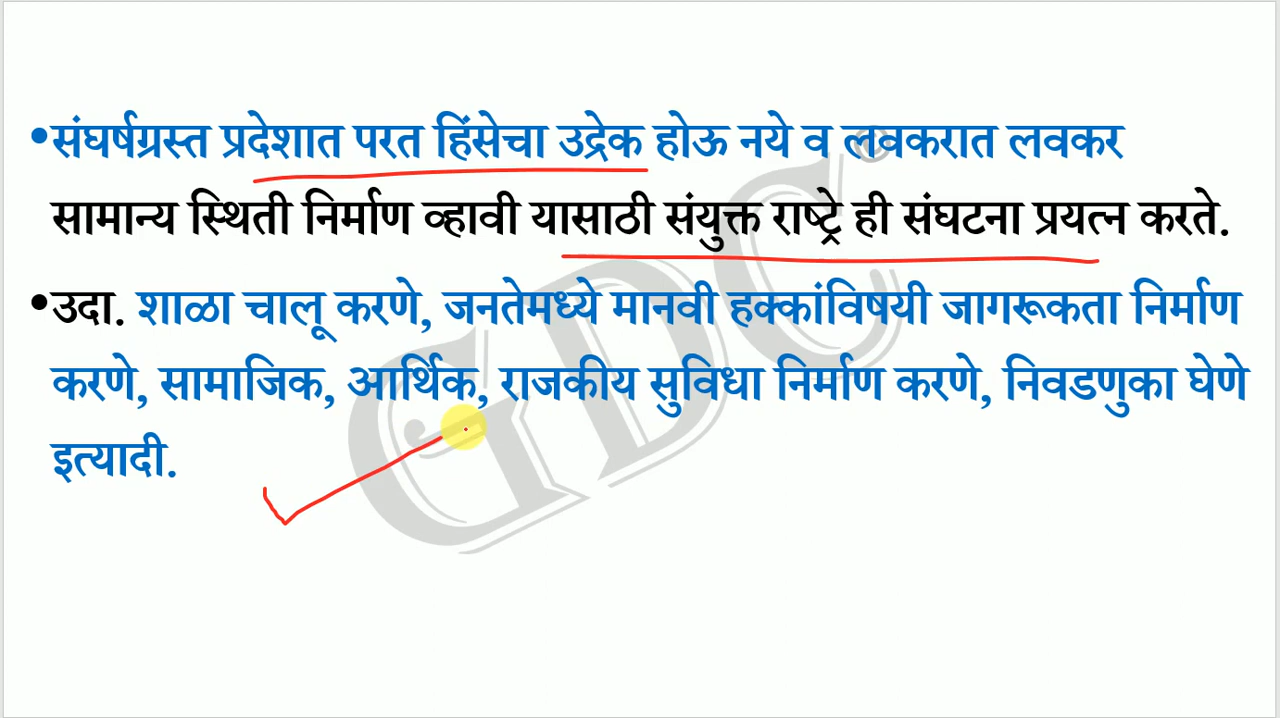 •संघर्षग्रस्त प्रदेशात परत हिंसेचा उद्रेक होऊ नये व लवकरात लवकर
सामान्य स्थिती निर्माण व्हावी यासाठी संयुक्त राष्ट्रे ही संघटना प्रयत्न करते.
•उदा. शाळा चालू करणे, जनतेमध्ये मानवी हक्कांविषयी जागरूकता निर्माण
करणे, सामाजिक, आर्थिक, राजकीय सुविधा निर्माण करणे, निवडणुका घेणे
इत्यादी.
GDC©